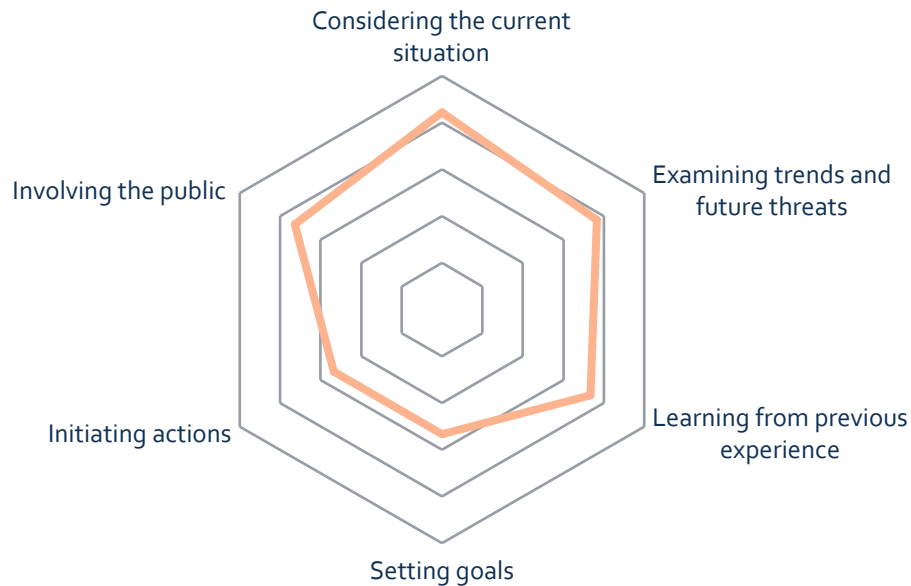 Considering the current
situation
Involving the public
Examining trends and
future threats
Initiating actions
Learning from previous
experience
Setting goals